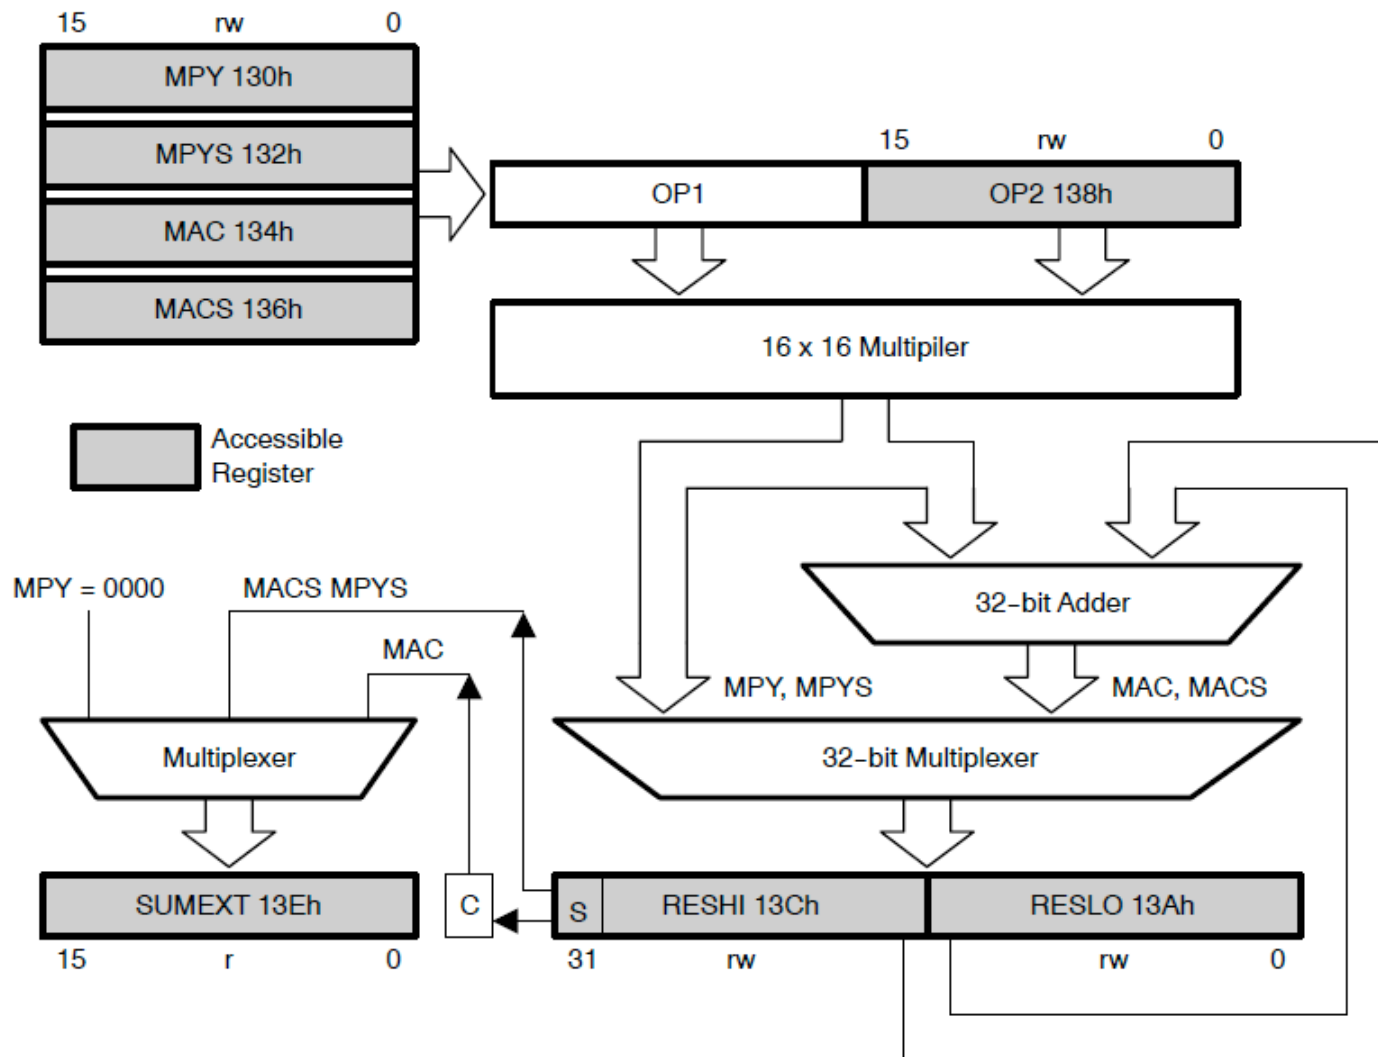 15 rw 0
MPY 130h
MPYS 132h
MAC 134h
MACS 136h
15 rw 0
OP1
OP2 138h
16 x 16 Multipiler
Accessible
Register
32-bit Adder
MPY = 0000
MACS MPYS
MAC
MPY, MPYS
MAC, MACS
Multiplexer
32-bit Multiplexer
SUMEXT 13Eh
C
S
RESHI 13Ch
RESLO 13Ah
15 r 0
31 rw rw 0